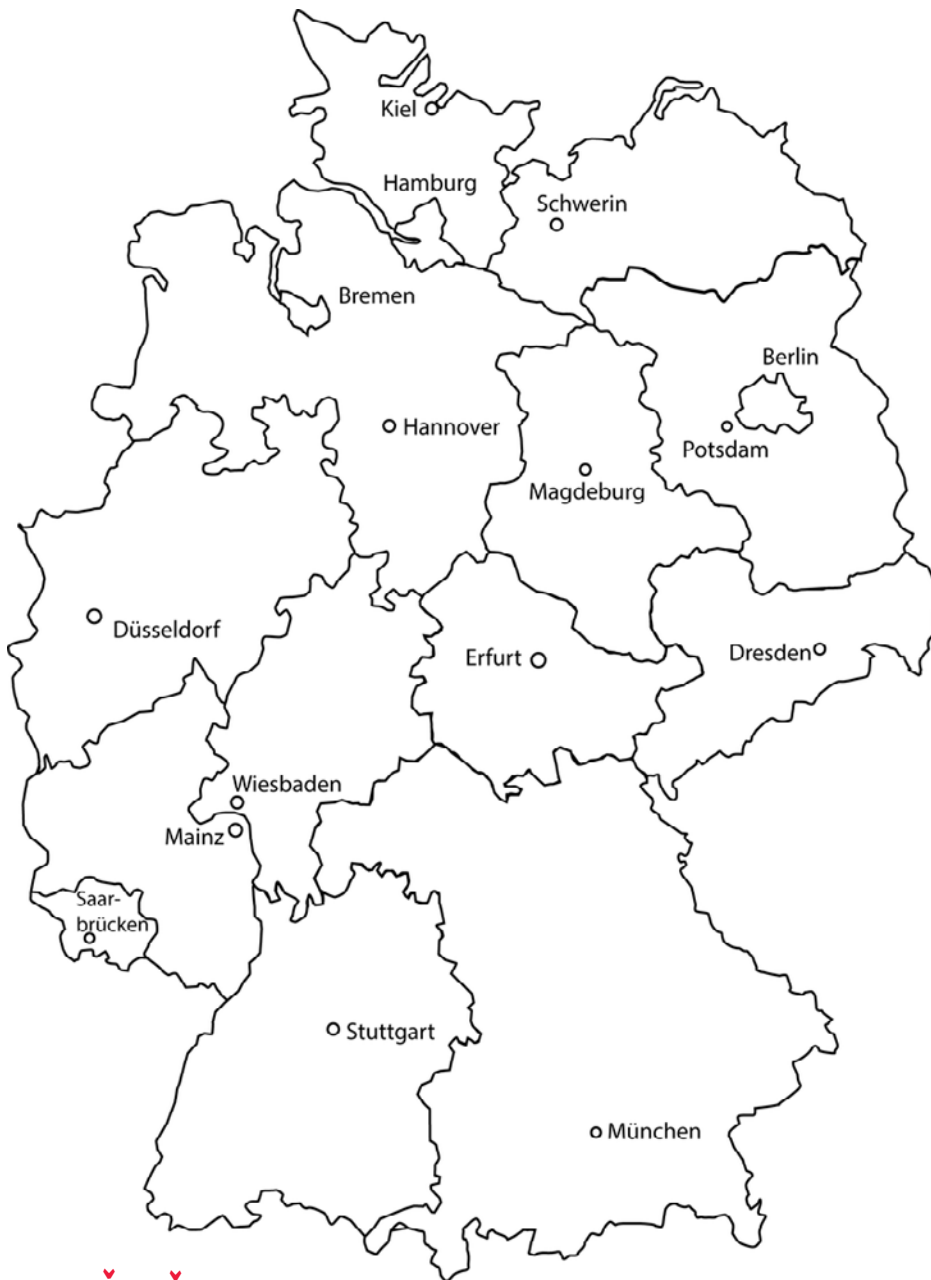 Kiel
Hamburg
Schwerin
Bremen
Berlin
Hannover
Potsdam
Magdeburg
Düsseldorf
Erfurt
Dresden
Wiesbaden
Mainz
Saar-
brücken
Stuttgart
München